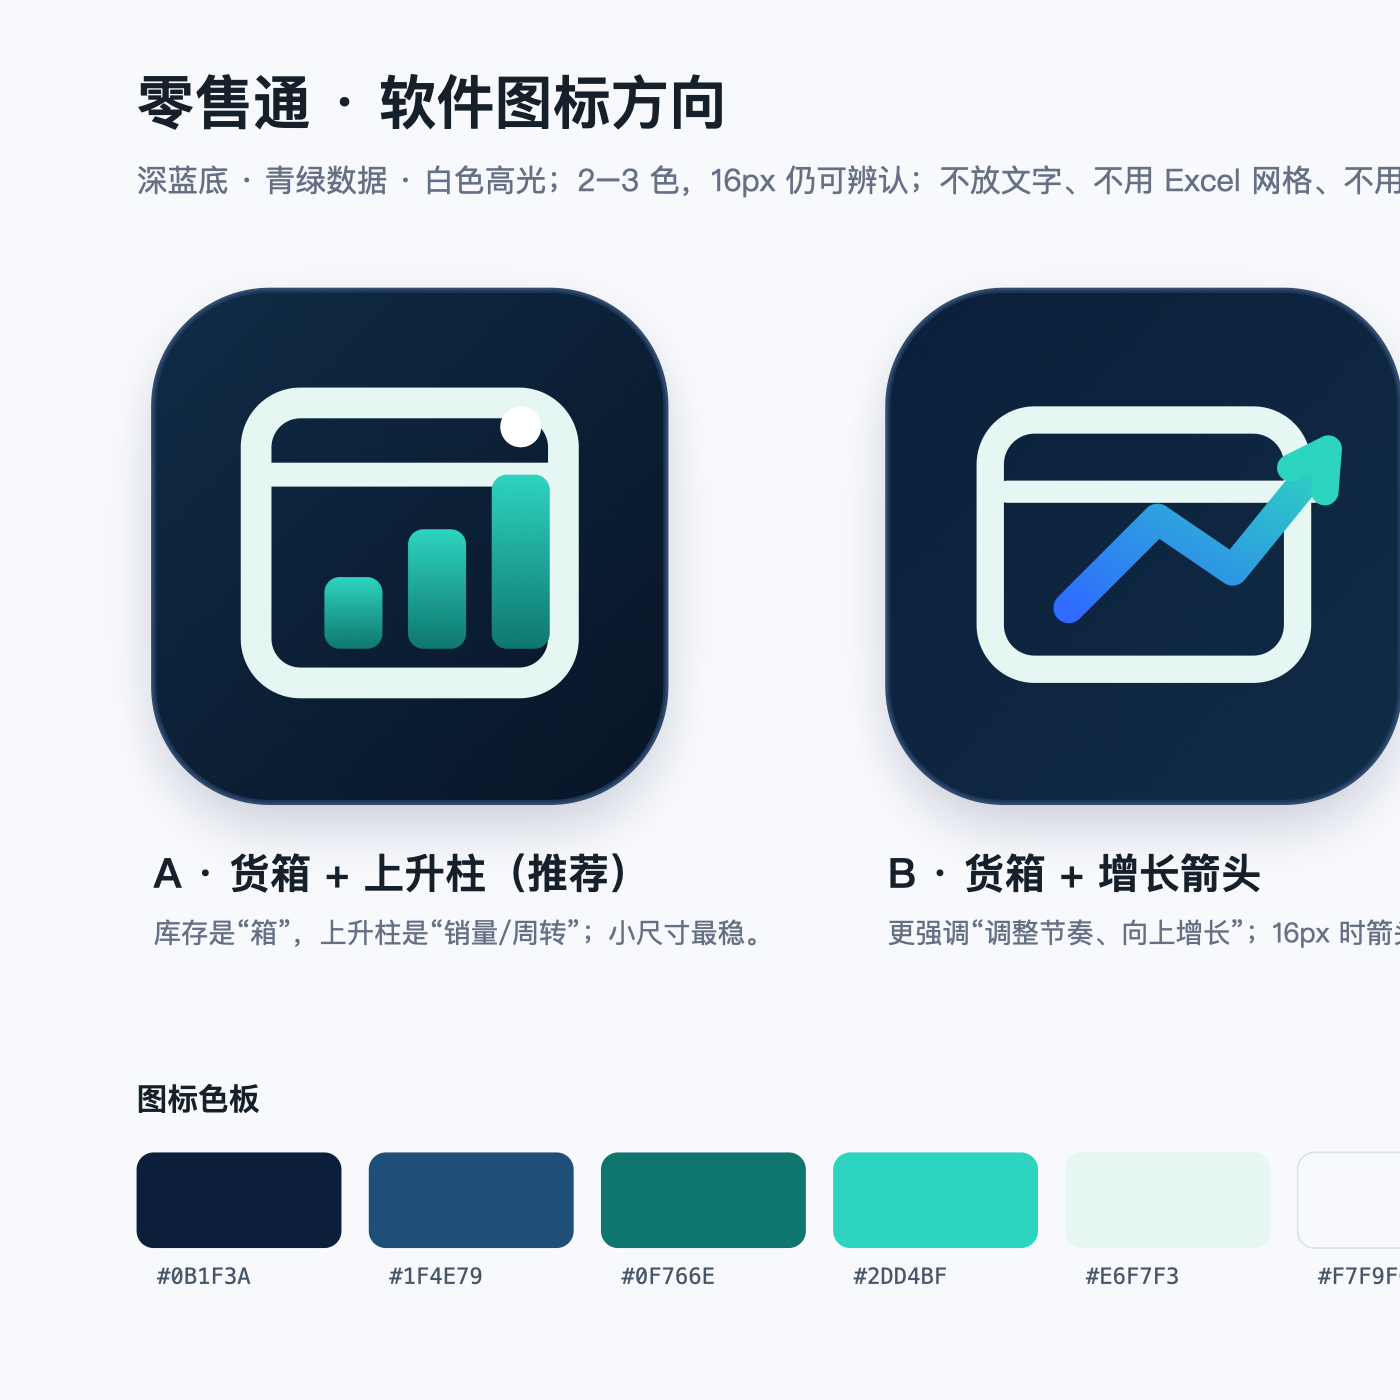 零售通 · 软件图标方向
深蓝底 · 青绿数据 · 白色高光；2–3 色，16px 仍可辨认；不放文字、不用 Excel 网格、不用
A · 货箱 + 上升柱（推荐）
B · 货箱 + 增长箭头
库存是“箱”，上升柱是“销量/周转”；小尺寸最稳。
更强调“调整节奏、向上增长”；16px 时箭
图标色板
#0B1F3A
#1F4E79
#0F766E
#2DD4BF
#E6F7F3
#F7F9F